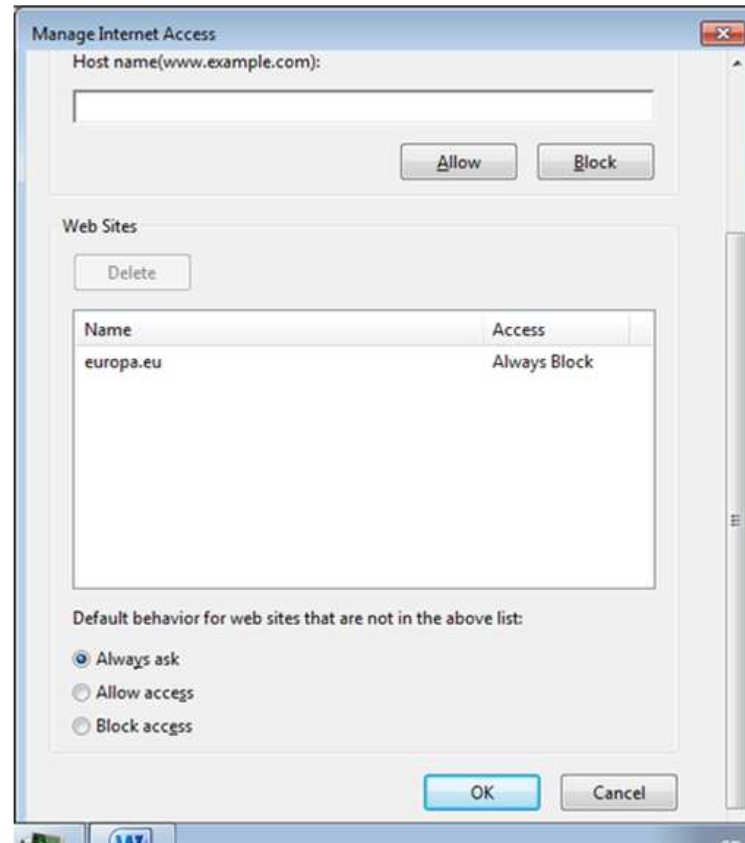 Manage Internet Access
Host name(www.example.com):
Allow Block
Web Sites
Delete
Name Access
europa.eu Always Block
Default behavior for web sites that are not in the above list:
Always ask
Allow access
Block access
OK Cancel